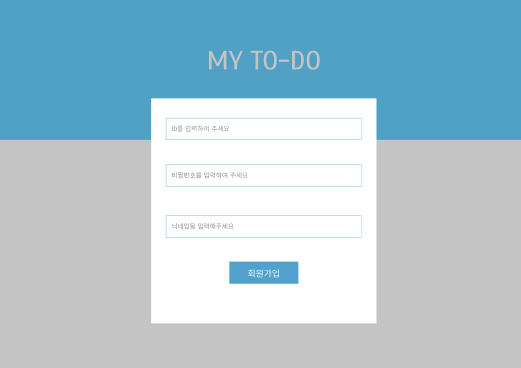 MY TO-DO
ID를 입력하여 주세요
비밀번호를 입력하여 주세요
닉네임을 입력해주세요
회원가입